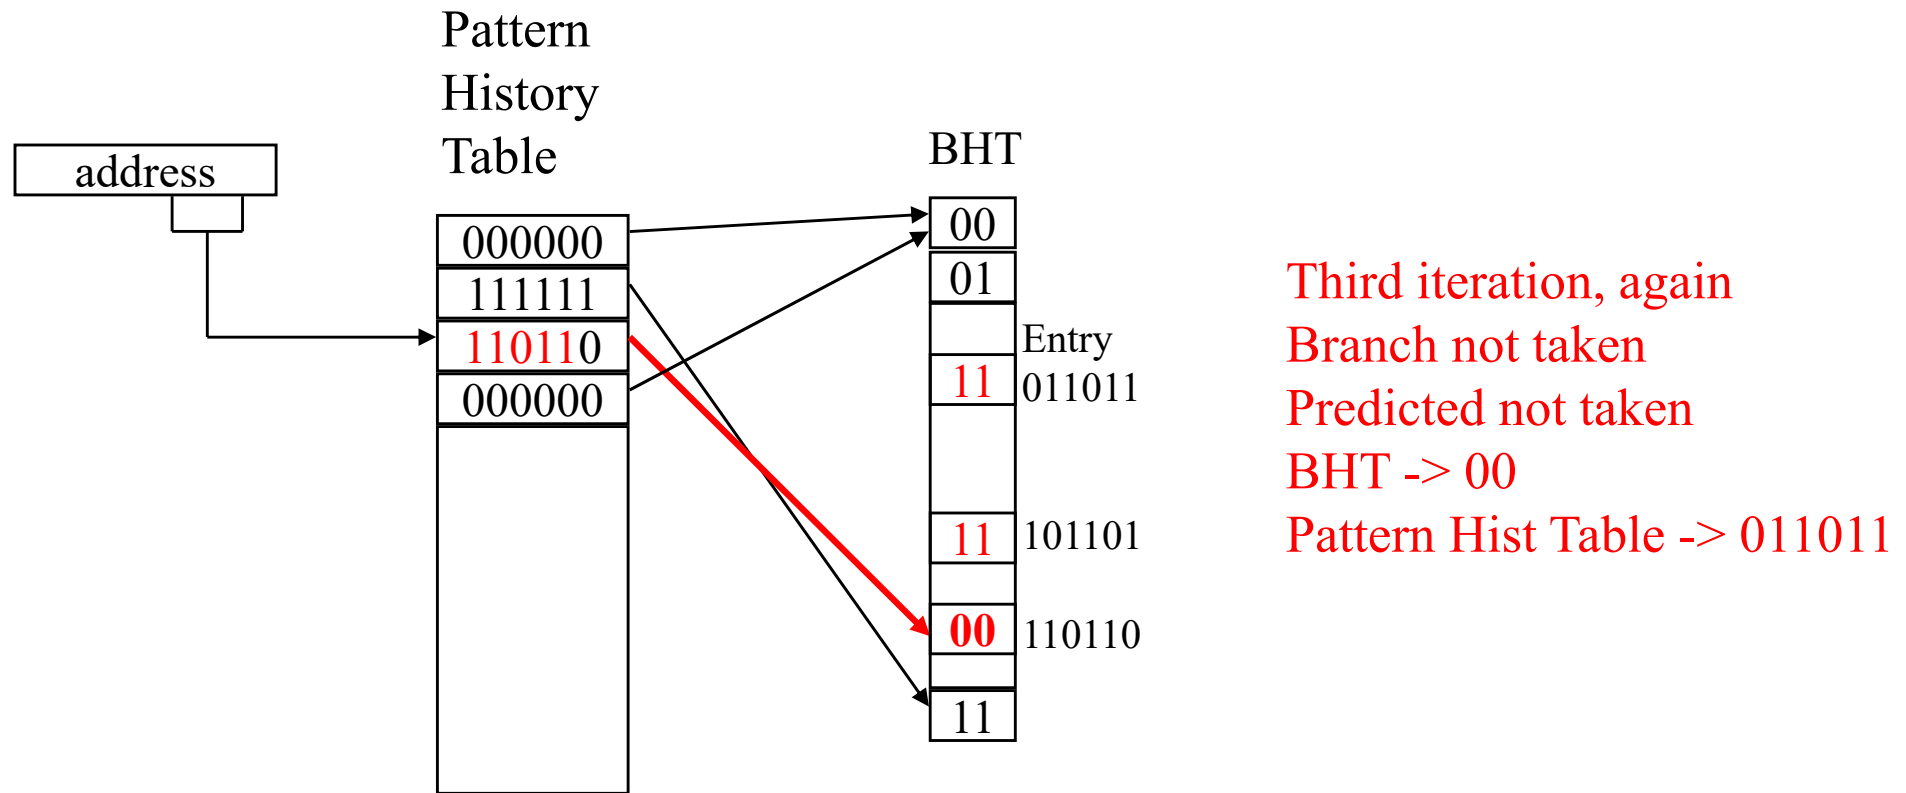 Pattern
History
Table
address
000000
111111
110110
000000
BHT
00
01
Entry
11 011011
11 101101
00 110110
11
Third iteration, again
Branch not taken
Predicted not taken
BHT -> 00
Pattern Hist Table -> 011011